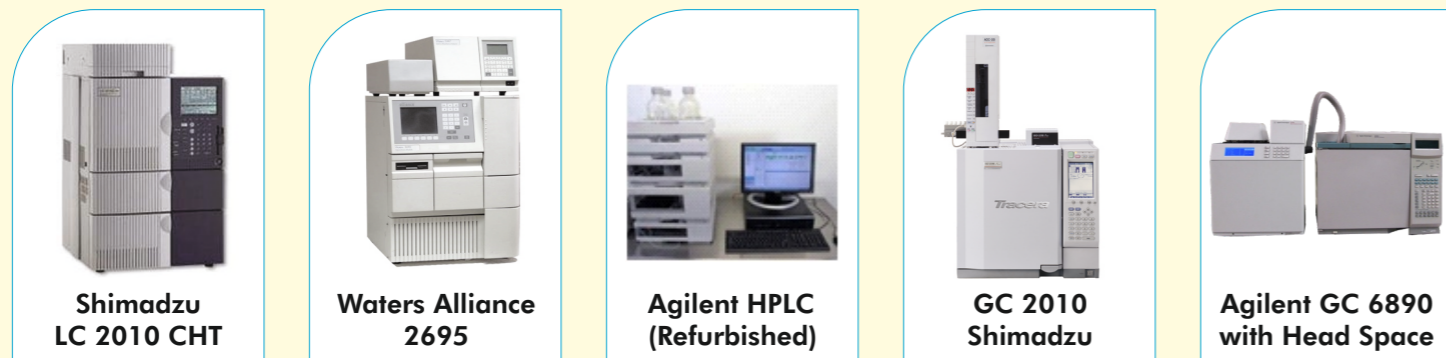 Tracera
Shimadzu
LC 2010 CHT
Waters Alliance
2695
Agilent HPLC
(Refurbished)
GC 2010
Shimadzu
Agilent GC 6890
with Head Space